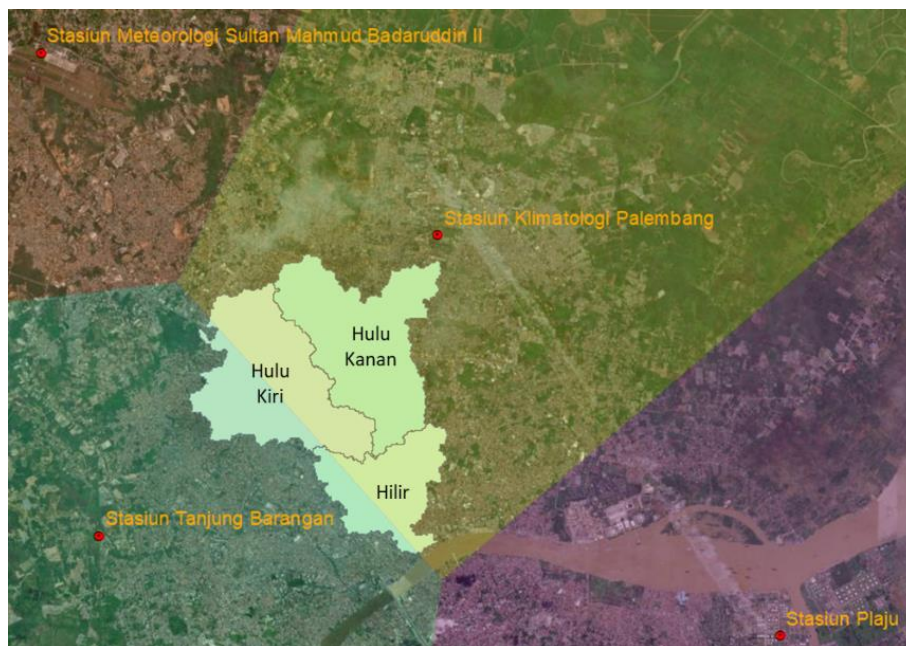 Stasiun Meteorologi Sultan Mahmud Badaruddin II
Stasiun Klimatologi Palembang
Hulu
Kanan
Hulu
Kiri
Hilir
Stasiun Tanjung Barangan
Stasiun Plaju